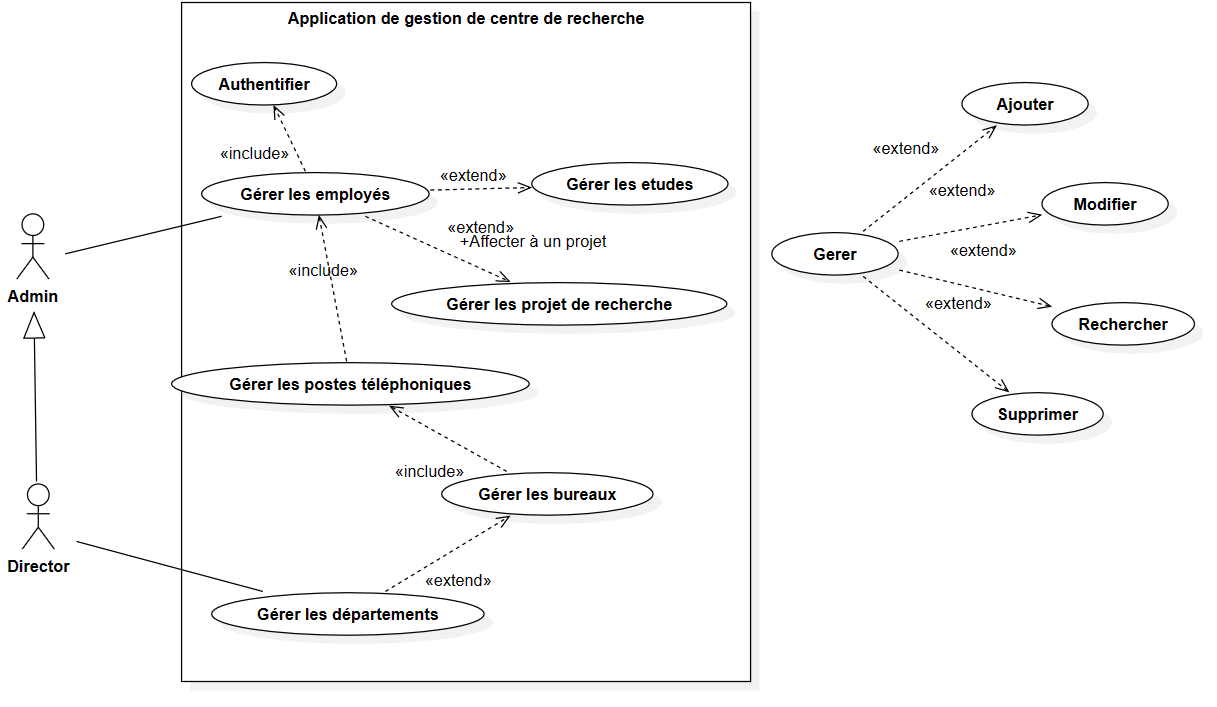 Application de gestion de centre de recherche
Authentifier
«include»
Gérer les employés
«extend»
Gérer les etudes
«extend»
+Affecter à un projet
«include»
Gérer les projet de recherche
Admin
Gérer les postes téléphoniques
«include»
Gérer les bureaux
«extend»
Director
Gérer les départements
Ajouter
«extend»
«extend»
Modifier
Gerer
«extend»
«extend»
Rechercher
Supprimer